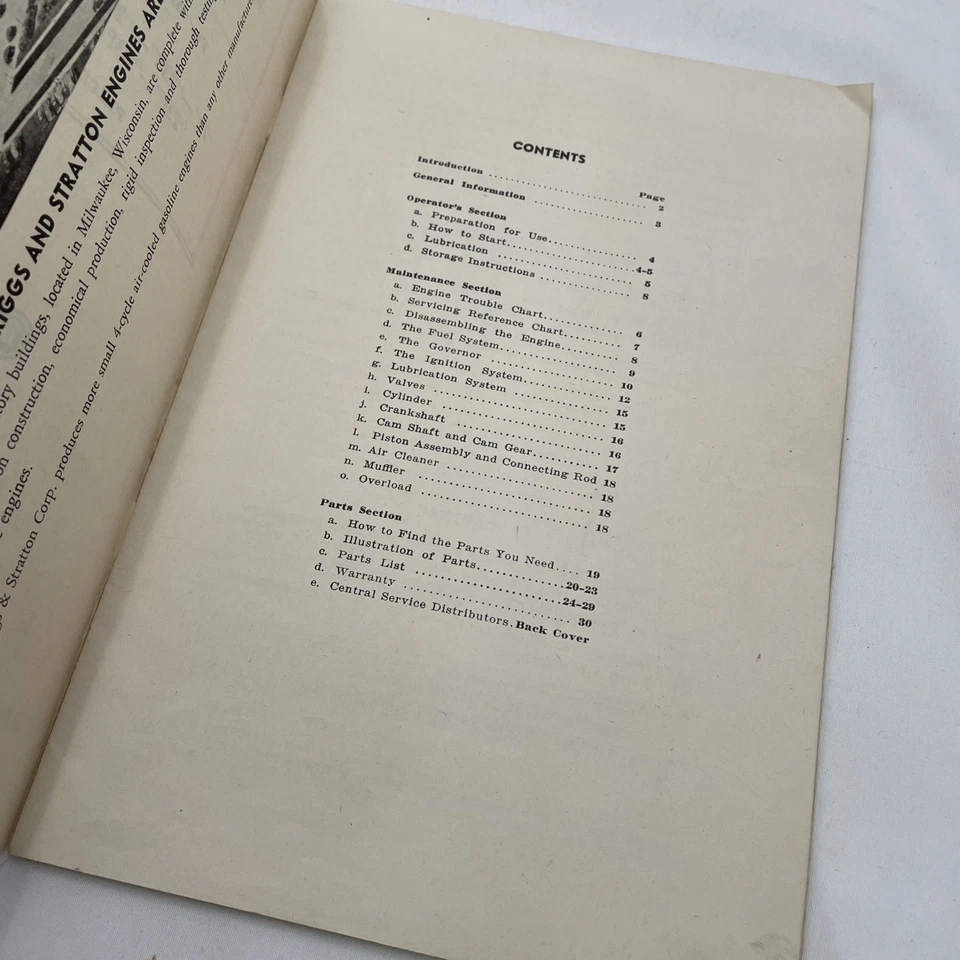 RIGGS AND STRATTON ENGINES AR
tory buildings, located in Milwaukee, Wisconsin, are complete with
on construction, economical production, rigid inspection and thorough testing
engines.
& Stratton Corp. produces more small 4-cycle air-cooled gasoline engines than any other manufacture
CONTENTS
Page
Introduction ........................ 2
General Information .................. 3
Operator's Section
a. Preparation for Use............... 4
b. How to Start....................4-5
c. Lubrication ...................... 5
d. Storage Instructions .............. 8
Maintenance Section
a. Engine Trouble Chart............. 6
b. Servicing Reference Chart......... 7
c. Disassembling the Engine......... 8
d. The Fuel System.................. 9
e. The Governor ................... 10
f. The Ignition System.............. 12
g. Lubrication System .............. 15
h. Valves .......................... 15
i. Cylinder ........................ 16
j. Crankshaft ...................... 16
k. Cam Shaft and Cam Gear.......... 17
l. Piston Assembly and Connecting Rod 18
m. Air Cleaner ..................... 18
n. Muffler ......................... 18
o. Overload ........................ 18
Parts Section
a. How to Find the Parts You Need.... 19
b. Illustration of Parts.............20-23
c. Parts List ......................24-29
d. Warranty ........................ 30
e. Central Service Distributors.Back Cover